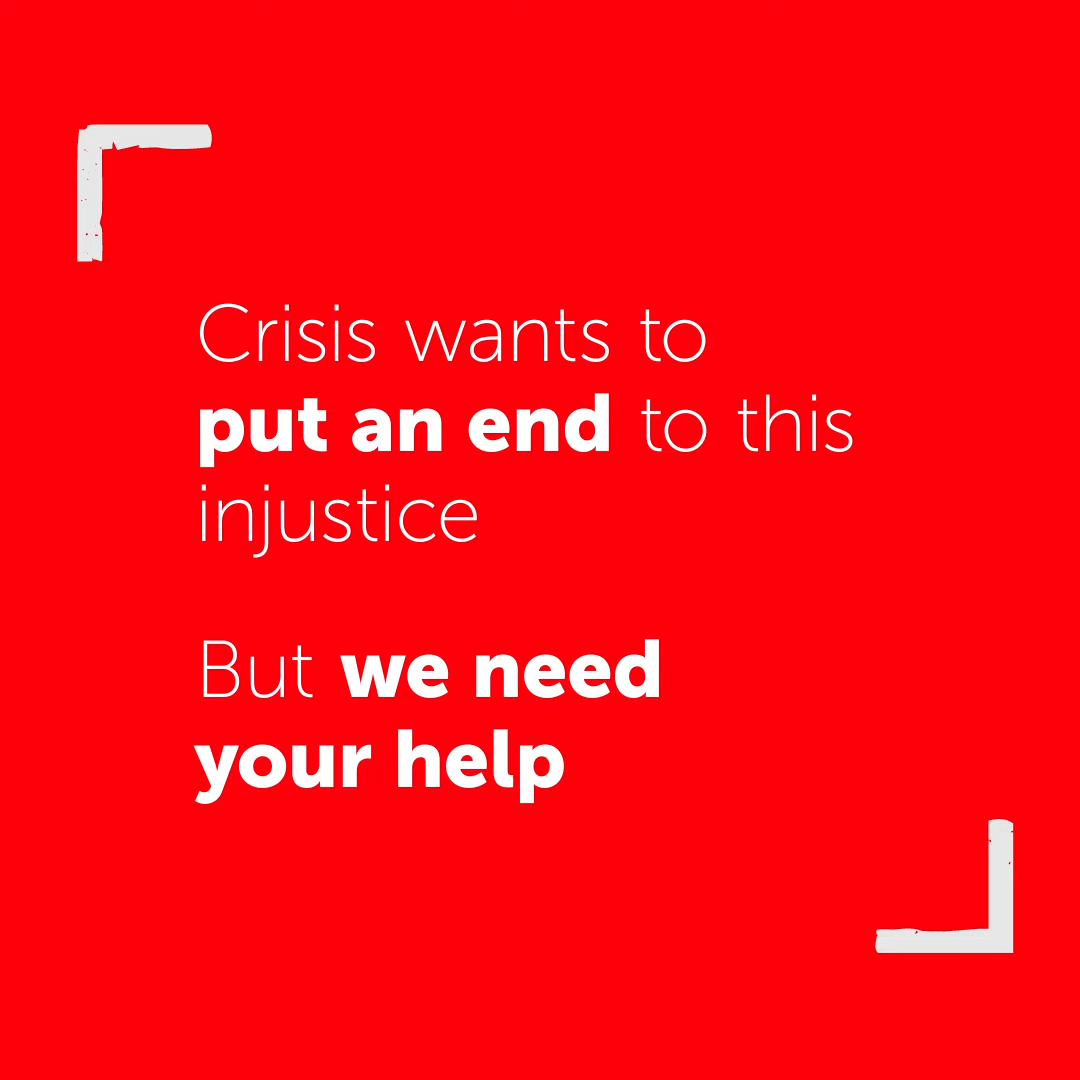 Crisis wants to
put an end to this
injustice
But we need
your help